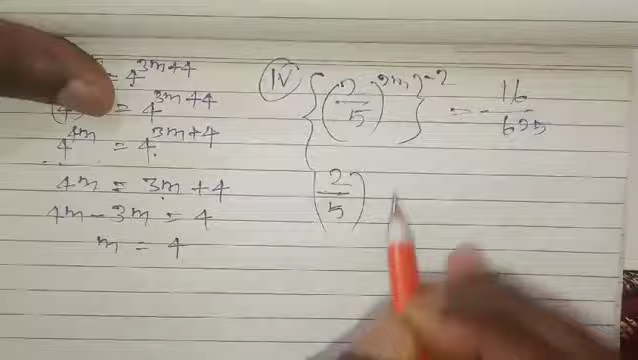 = 4^{3m+4}
= 4^{3m+4}
4^{4m} = 4^{3m+4}
4m = 3m + 4
4m - 3m = 4
m = 4
(iv) {(2/5)^{2m}}^{-2} = 16/625
(2/5)